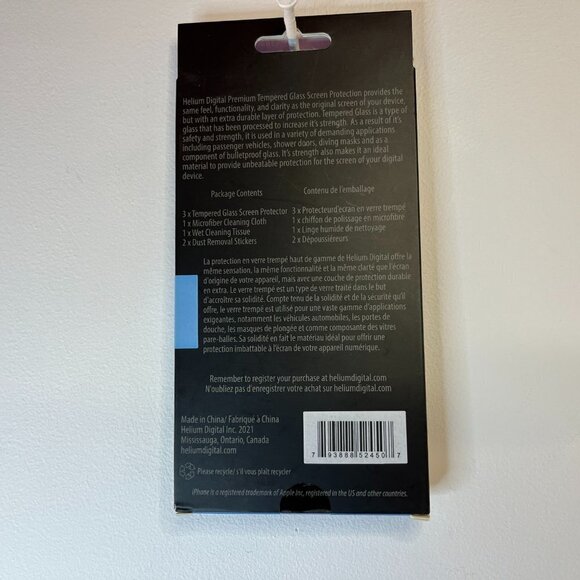 Helium Digital Premium Tempered Glass Screen Protection provides the
same feel, functionality, and clarity as the original screen of your device,
but with an extra durable layer of protection. Tempered Glass is a type of
glass that has been processed to increase it's strength. As a result of it's
safety and strength, it is used in a variety of demanding applications
including passenger vehicles, shower doors, diving masks and as a
component of bulletproof glass. It's strength also makes it an ideal
material to provide unbeatable protection for the screen of your digital
device.
Package Contents
3 x Tempered Glass Screen Protector
1 x Microfiber Cleaning Cloth
1 x Wet Cleaning Tissue
2 x Dust Removal Stickers
Contenu de l'emballage
3 x Protecteurd'ecran en verre trempé
1 x chiffon de polissage en microfibre
1 x Linge humide de nettoyage
2 x Dépoussiéreurs
La protection en verre trempé haut de gamme de Helium Digital offre la
même sensation, la même fonctionnalité et la même clarté que l'écran
d'origine de votre appareil, mais avec une couche de protection durable
en extra. Le verre trempé est un type de verre traité dans le but
d'accroître sa solidité. Compte tenu de la solidité et de la securité qu'il
offre, le verre trempé est utilisé pour une vaste gamme d'applications
exigeantes, notamment les véhicules automobiles, les portes de
douche, les masques de plongée et comme composante des vitres
pare-balles. Sa solidité en fait le matériau idéal pour offrir une
protection imbattable à l'écran de votre appareil numérique.
Remember to register your purchase at heliumdigital.com
N'oubliez pas d'enregistrer votre achat sur heliumdigital.com
Made in China/ Fabriqué à China
Helium Digital Inc. 2021
Mississauga, Ontario, Canada
heliumdigital.com
7 93888 52450 7
Please recycle/ s'il vous plaît recycler
iPhone is a registered trademark of Apple Inc, registered in the US and other countries.